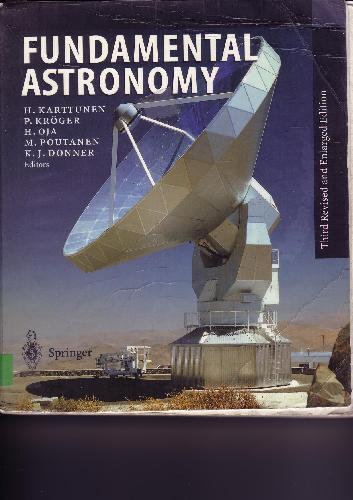 FUNDAMENTAL
ASTRONOMY
H. KARTTUNEN
P. KRÖGER
H. OJA
M. POUTANEN
K. J. DONNER
Editors
Third Revised and Enlarged Edition
Springer